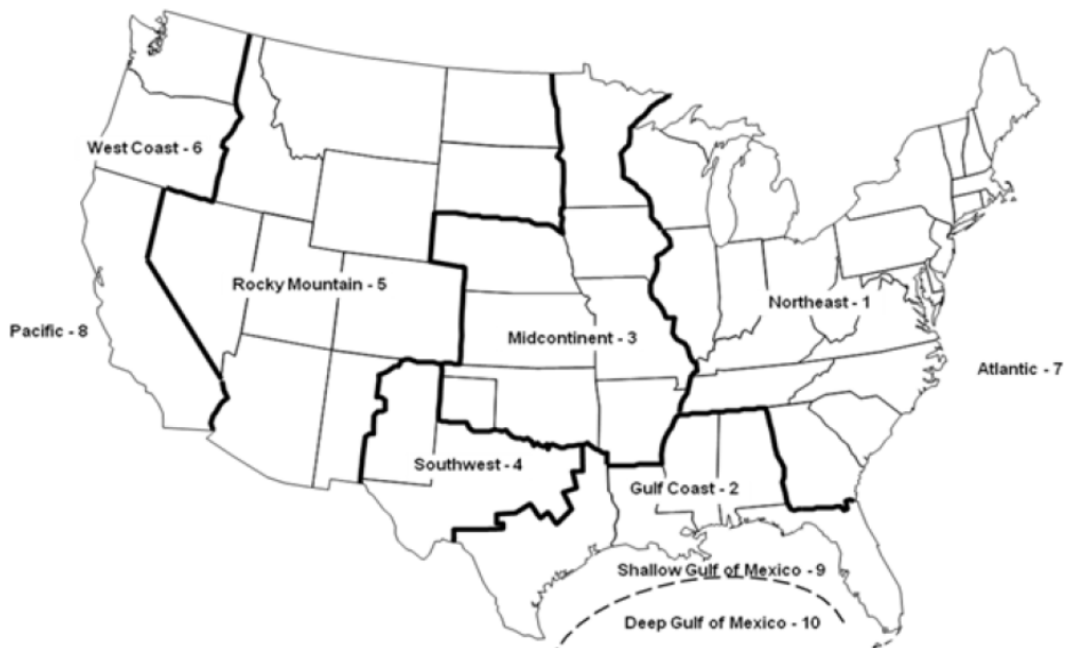 West Coast - 6
Rocky Mountain - 5
Northeast - 1
Pacific - 8
Midcontinent - 3
Atlantic - 7
Southwest - 4
Gulf Coast - 2
Shallow Gulf of Mexico - 9
Deep Gulf of Mexico - 10